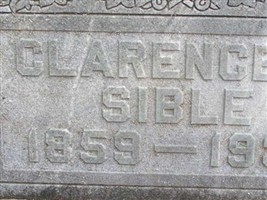 CLARENCE
SIBLE
1859 — 19